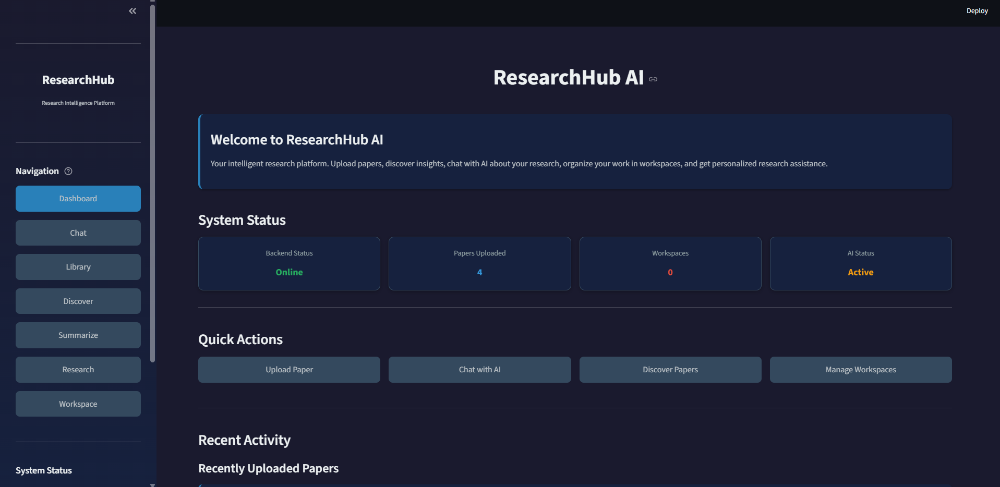 Deploy
ResearchHub
Research Intelligence Platform
Navigation
Dashboard
Chat
Library
Discover
Summarize
Research
Workspace
System Status
ResearchHub AI
Welcome to ResearchHub AI
Your intelligent research platform. Upload papers, discover insights, chat with AI about your research, organize your work in workspaces, and get personalized research assistance.
System Status
Backend Status
Online
Papers Uploaded
4
Workspaces
0
AI Status
Active
Quick Actions
Upload Paper
Chat with AI
Discover Papers
Manage Workspaces
Recent Activity
Recently Uploaded Papers